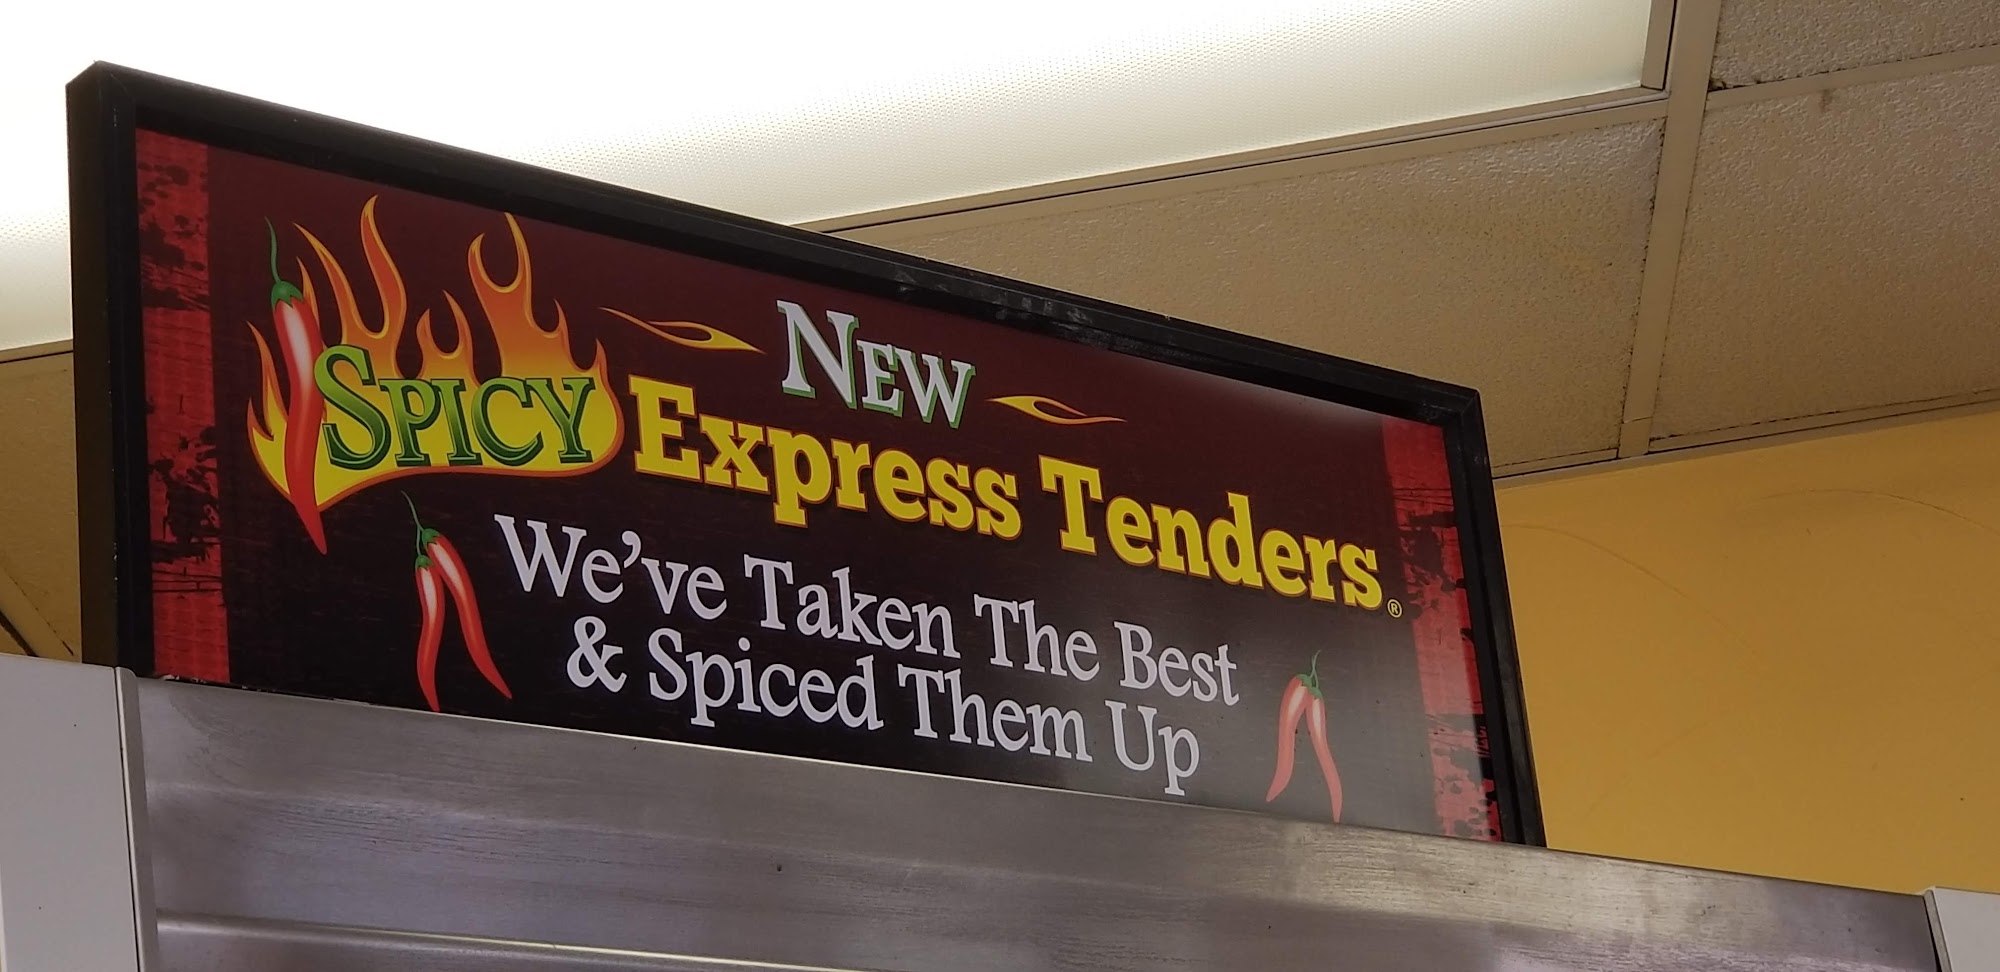 New
Spicy Express Tenders®
We've Taken The Best
& Spiced Them Up